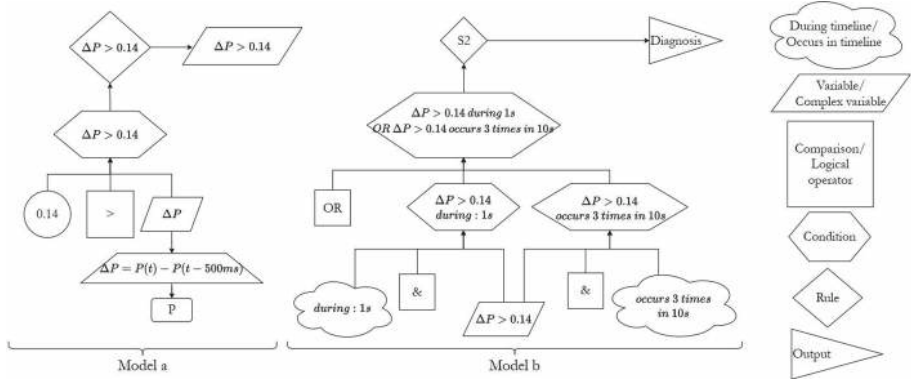 ΔP > 0.14
ΔP > 0.14
ΔP > 0.14
0.14
>
ΔP
ΔP = P(t) − P(t − 500ms)
P
Model a
S2
Diagnosis
ΔP > 0.14 during 1s
OR ΔP > 0.14 occurs 3 times in 10s
OR
ΔP > 0.14
during : 1s
ΔP > 0.14
occurs 3 times in 10s
during : 1s
&
ΔP > 0.14
&
occurs 3 times
in 10s
Model b
During timeline/
Occurs in timeline
Variable/
Complex variable
Comparison/
Logical
operator
Condition
Rule
Output